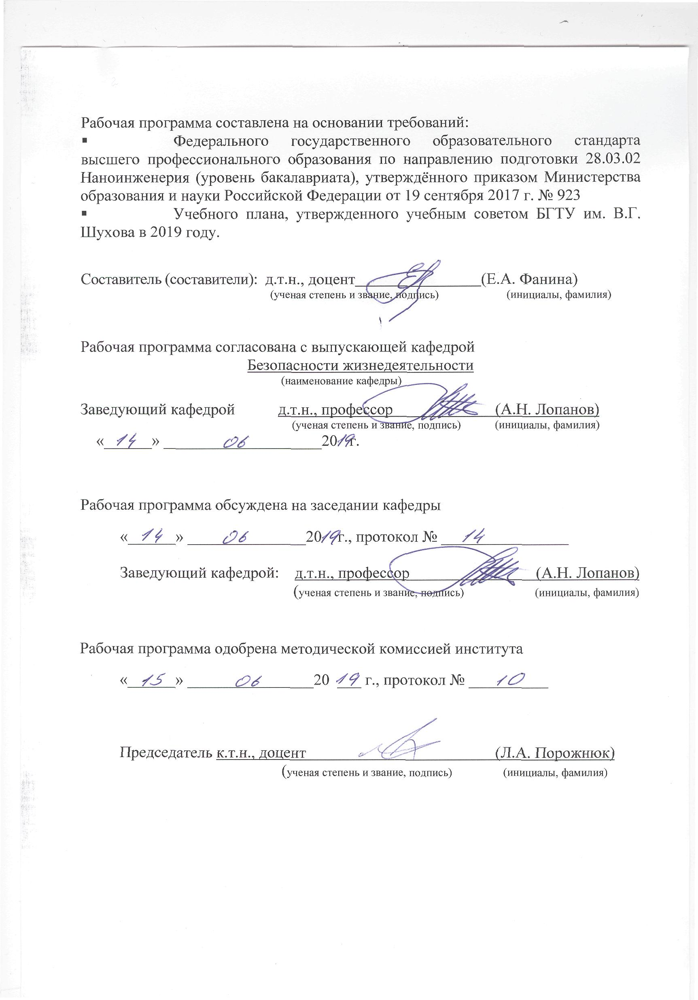 Рабочая программа составлена на основании требований:
▪ Федерального государственного образовательного стандарта
высшего профессионального образования по направлению подготовки 28.03.02
Наноинженерия (уровень бакалавриата), утверждённого приказом Министерства
образования и науки Российской Федерации от 19 сентября 2017 г. № 923
▪ Учебного плана, утвержденного учебным советом БГТУ им. В.Г.
Шухова в 2019 году.
Составитель (составители): д.т.н., доцент (Е.А. Фанина)
(ученая степень и звание, подпись) (инициалы, фамилия)
Рабочая программа согласована с выпускающей кафедрой
Безопасности жизнедеятельности
(наименование кафедры)
Заведующий кафедрой д.т.н., профессор (А.Н. Лопанов)
(ученая степень и звание, подпись) (инициалы, фамилия)
« 14 » 06 2019г.
Рабочая программа обсуждена на заседании кафедры
« 14 » 06 2019г., протокол № 14
Заведующий кафедрой: д.т.н., профессор (А.Н. Лопанов)
(ученая степень и звание, подпись) (инициалы, фамилия)
Рабочая программа одобрена методической комиссией института
« 15 » 06 20 19 г., протокол № 10
Председатель к.т.н., доцент (Л.А. Порожнюк)
(ученая степень и звание, подпись) (инициалы, фамилия)